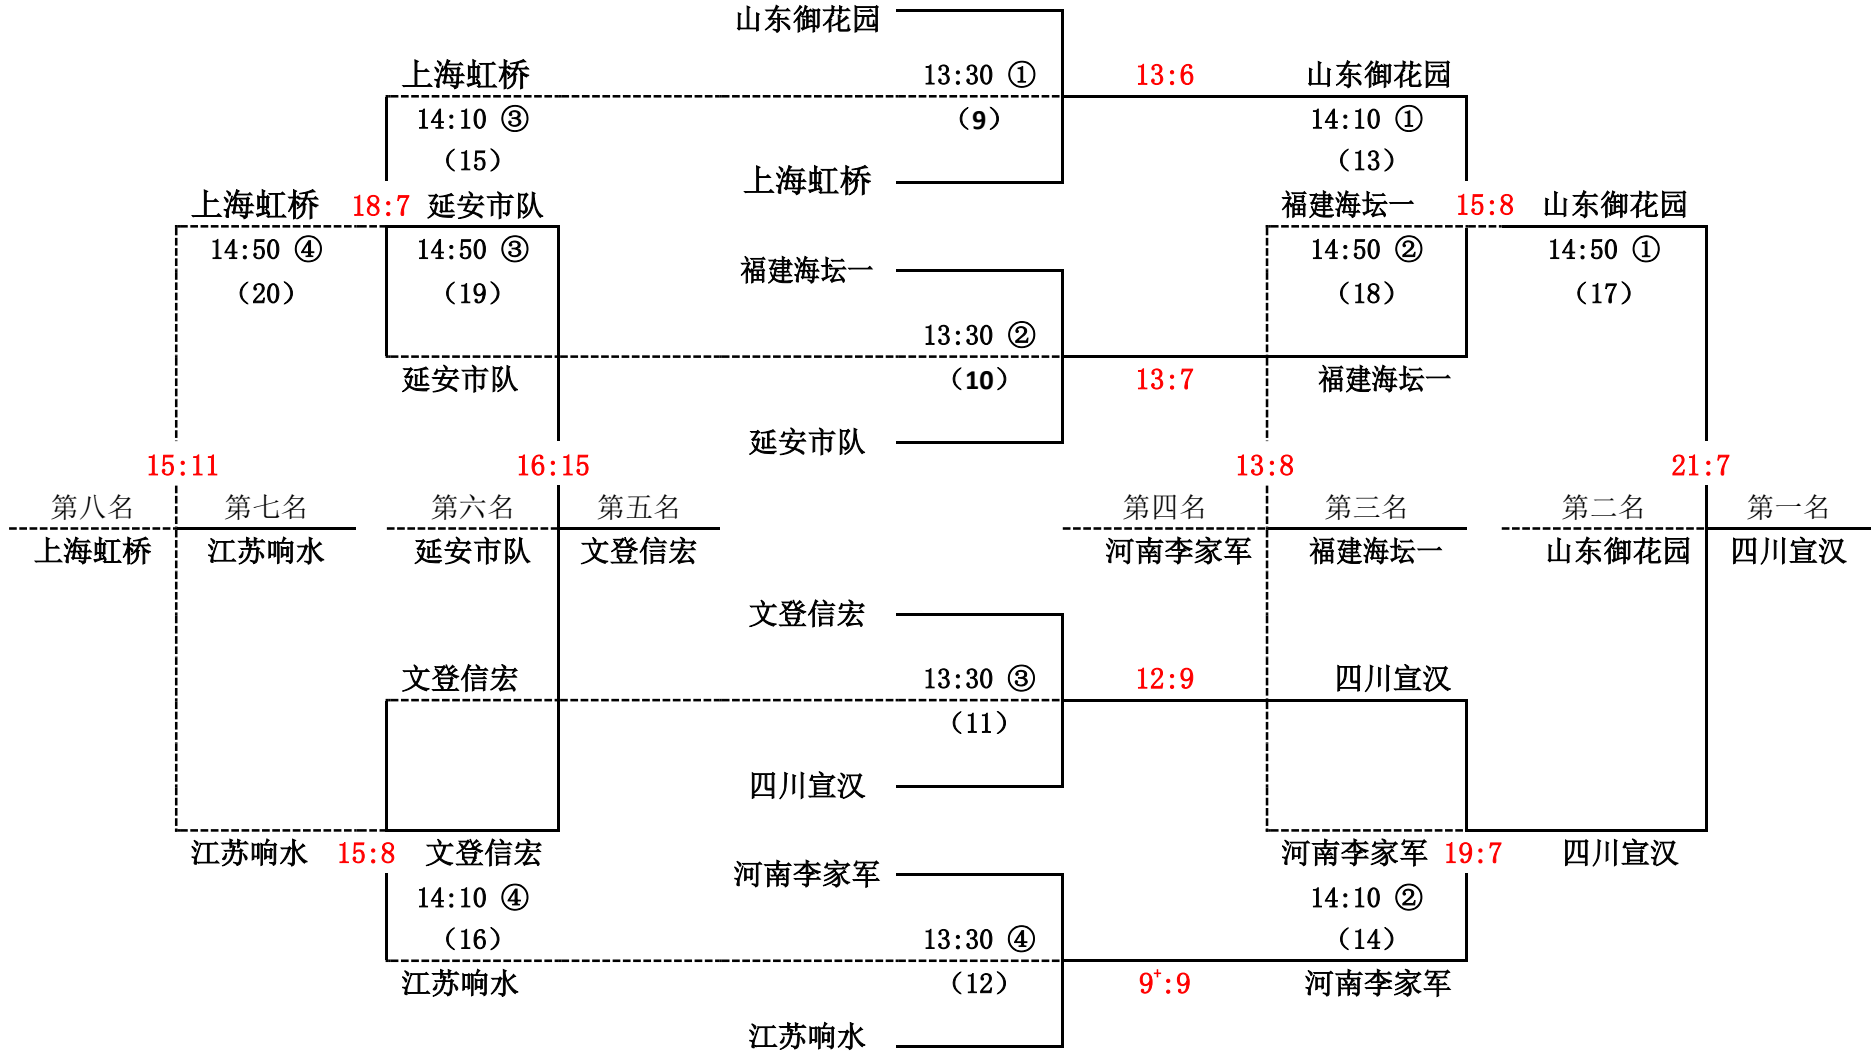 山东御花园
上海虹桥 13:30 ① 13:6 山东御花园
14:10 ③ (9) 14:10 ①
(15) (13)
上海虹桥
上海虹桥 18:7 延安市队 福建海坛一 15:8 山东御花园
14:50 ④ 14:50 ③ 14:50 ② 14:50 ①
福建海坛一
(20) (19) (18) (17)
13:30 ②
延安市队 (10) 13:7 福建海坛一
延安市队
15:11 16:15 13:8 21:7
第八名 第七名 第六名 第五名 第四名 第三名 第二名 第一名
上海虹桥 江苏响水 延安市队 文登信宏 河南李家军 福建海坛一 山东御花园 四川宣汉
文登信宏
文登信宏 13:30 ③ 12:9 四川宣汉
(11)
四川宣汉
江苏响水 15:8 文登信宏 河南李家军 19:7 四川宣汉
河南李家军
14:10 ④ 14:10 ②
(16) 13:30 ④ (14)
江苏响水 (12) 9⁺:9 河南李家军
江苏响水